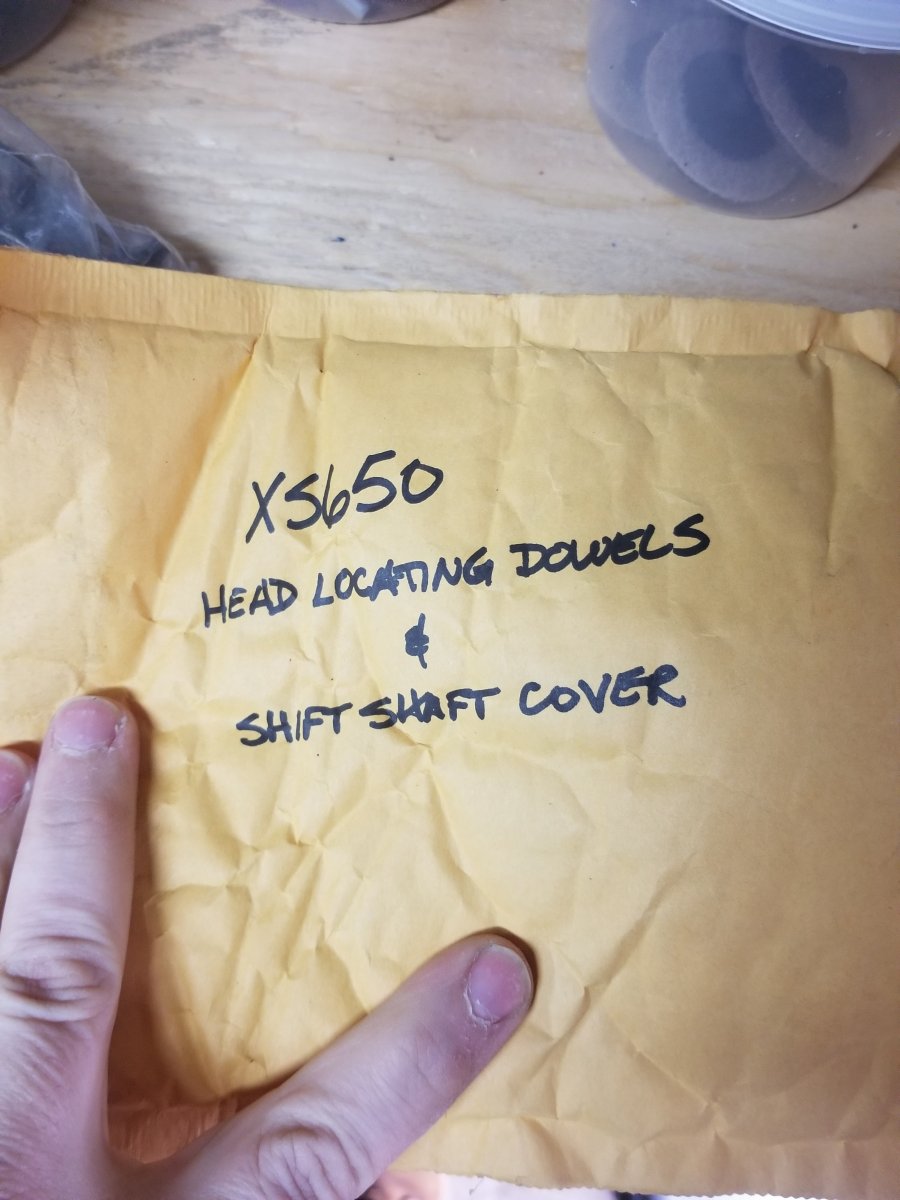 XS650
HEAD LOCATING DOWELS
&
SHIFT SHAFT COVER